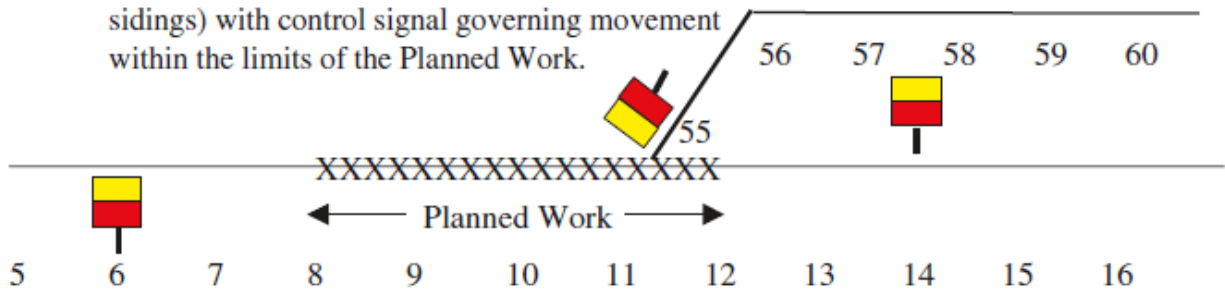 sidings) with control signal governing movement
within the limits of the Planned Work.
56 57 58 59 60
55
XXXXXXXXXXXXXXXXX
Planned Work
5 6 7 8 9 10 11 12 13 14 15 16